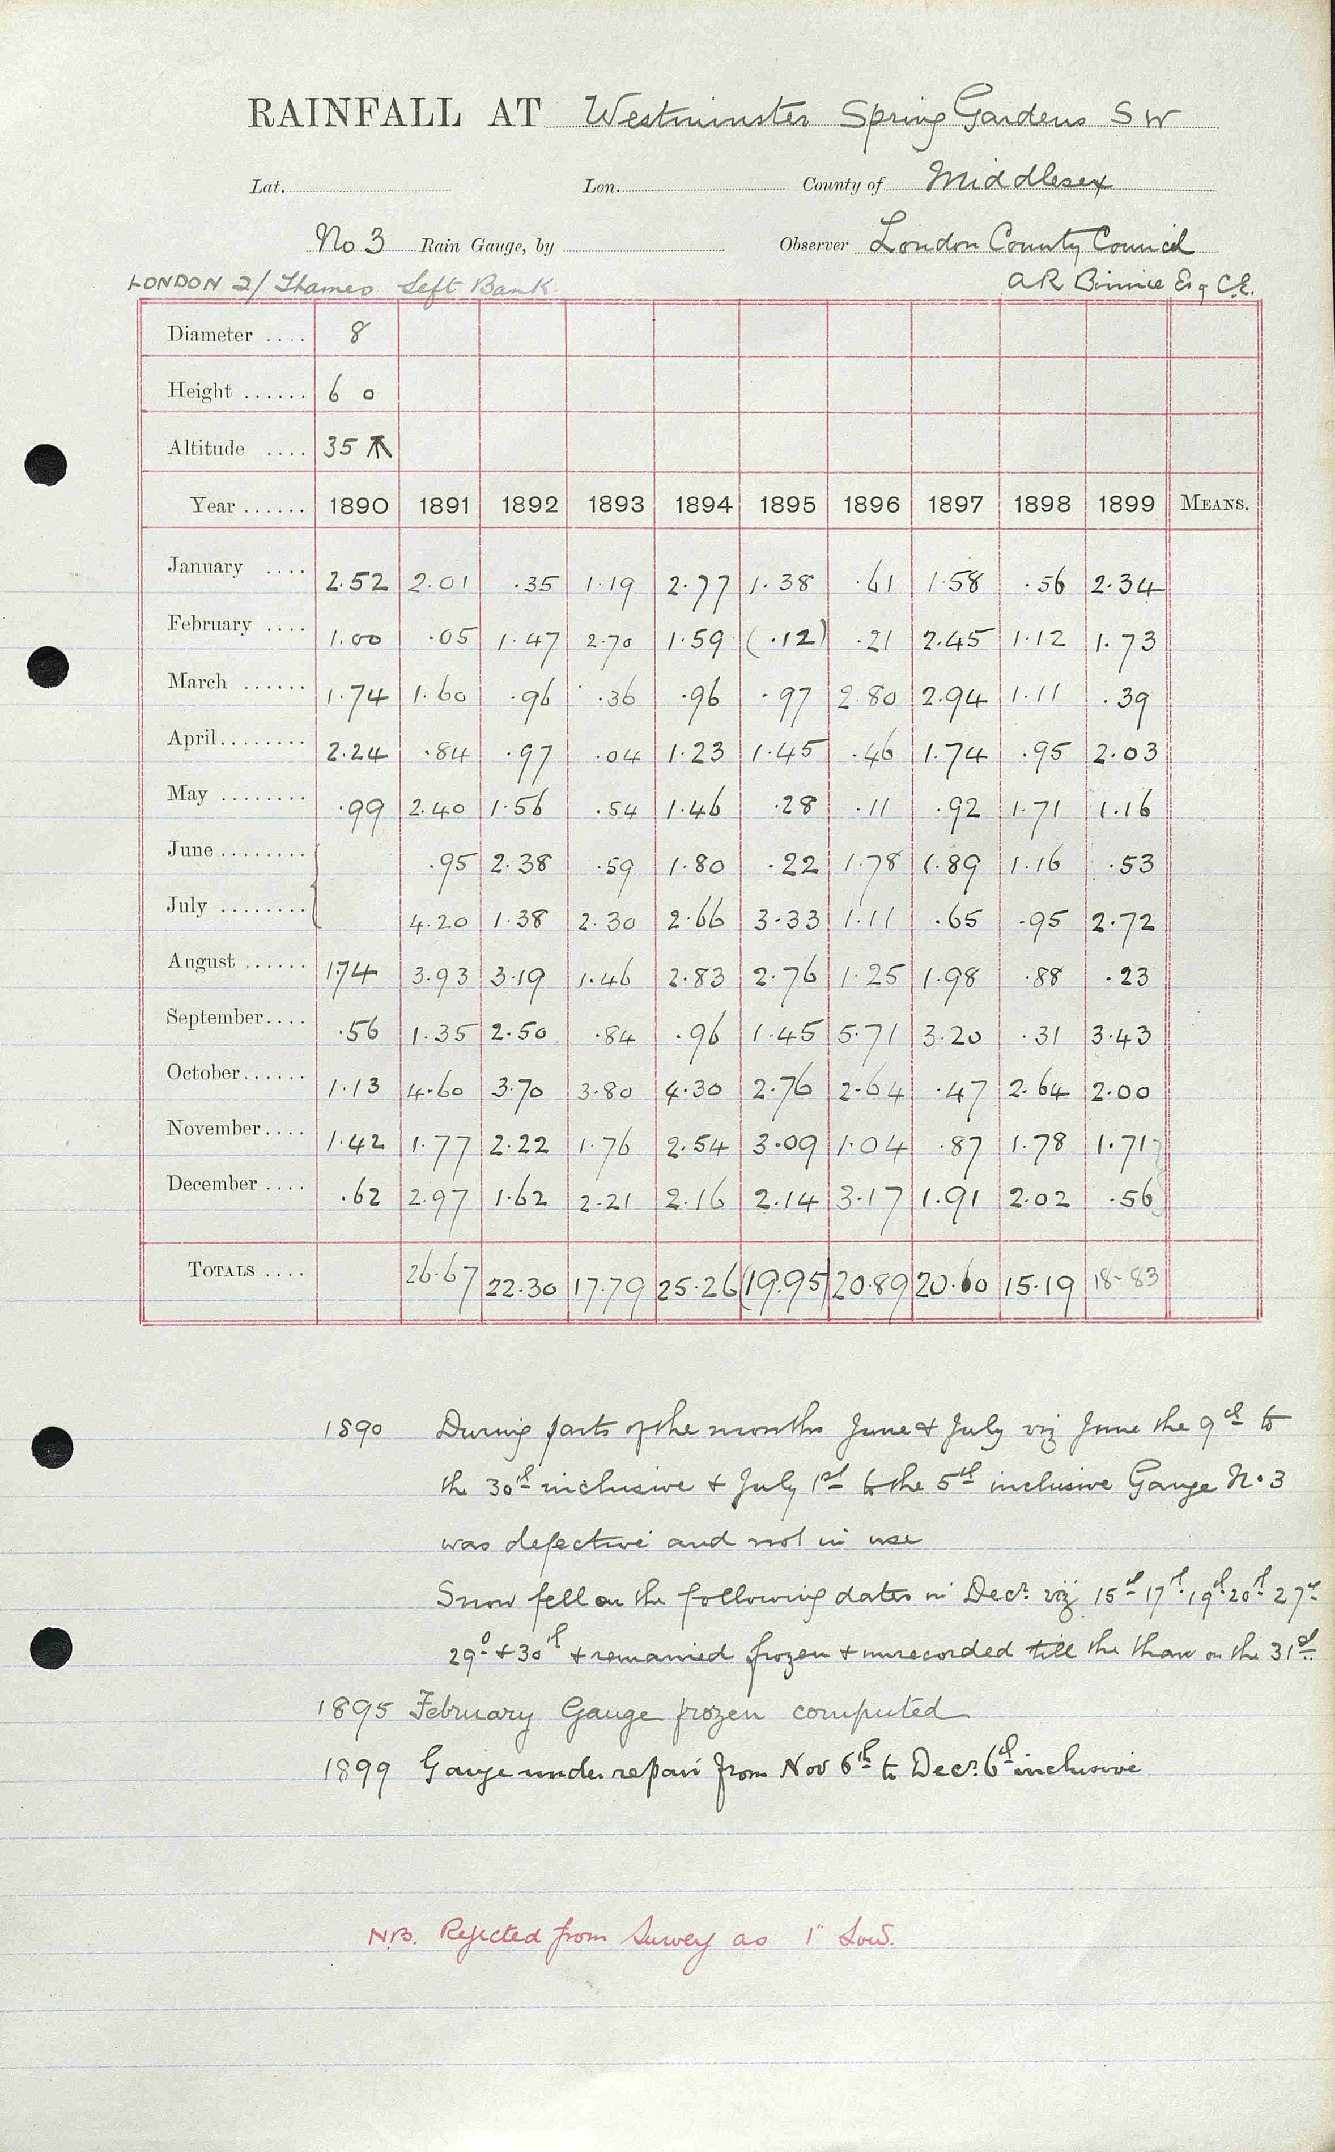 RAINFALL AT Westminster Spring Gardens S W
Lat. Lon. County of Middlesex
No 3 Rain Gauge, by Observer London County Council
LONDON 2/ Thames Left Bank. A R Binnie Esq C.E.
Diameter .... 8
Height ...... 6 0
Altitude .... 35
Year ...... 1890 1891 1892 1893 1894 1895 1896 1897 1898 1899 MEANS.
January .... 2.52 2.01 .35 1.19 2.77 1.38 .61 1.58 .56 2.34
February .... 1.00 .05 1.47 2.70 1.59 (.12) .21 2.45 1.12 1.73
March ...... 1.74 1.60 .96 .36 .96 .97 2.80 2.94 1.11 .39
April........ 2.24 .84 .97 .04 1.23 1.45 .46 1.74 .95 2.03
May ........ .99 2.40 1.56 .54 1.46 .28 .11 .92 1.71 1.16
June ........ .95 2.38 .59 1.80 .22 1.78 1.89 1.16 .53
July ........ 4.20 1.38 2.30 2.66 3.33 1.11 .65 .95 2.72
August ...... 1.74 3.93 3.19 1.46 2.83 2.76 1.25 1.98 .88 .23
September.... .56 1.35 2.50 .84 .96 1.45 5.71 3.20 .31 3.43
October...... 1.13 4.60 3.70 3.80 4.30 2.76 2.64 .47 2.64 2.00
November.... 1.42 1.77 2.22 1.76 2.54 3.09 1.04 .87 1.78 1.71
December .... .62 2.97 1.62 2.21 2.16 2.14 3.17 1.91 2.02 .56
TOTALS .... 26.67 22.30 17.79 25.26 (19.95) 20.89 20.60 15.19 18.83
1890 During parts of the months June & July viz June the 9th to
the 30th inclusive & July 1st to the 5th inclusive Gauge No 3
was defective and not in use
Snow fell on the following dates in Decr. viz 15th 17th 19th 20th 27th
29th & 30th & remained frozen & unrecorded till the thaw on the 31st.
1895 February Gauge frozen computed
1899 Gauge under repair from Nov 6th to Decr. 6th inclusive
N.B. Rejected from Survey as 1" Low.